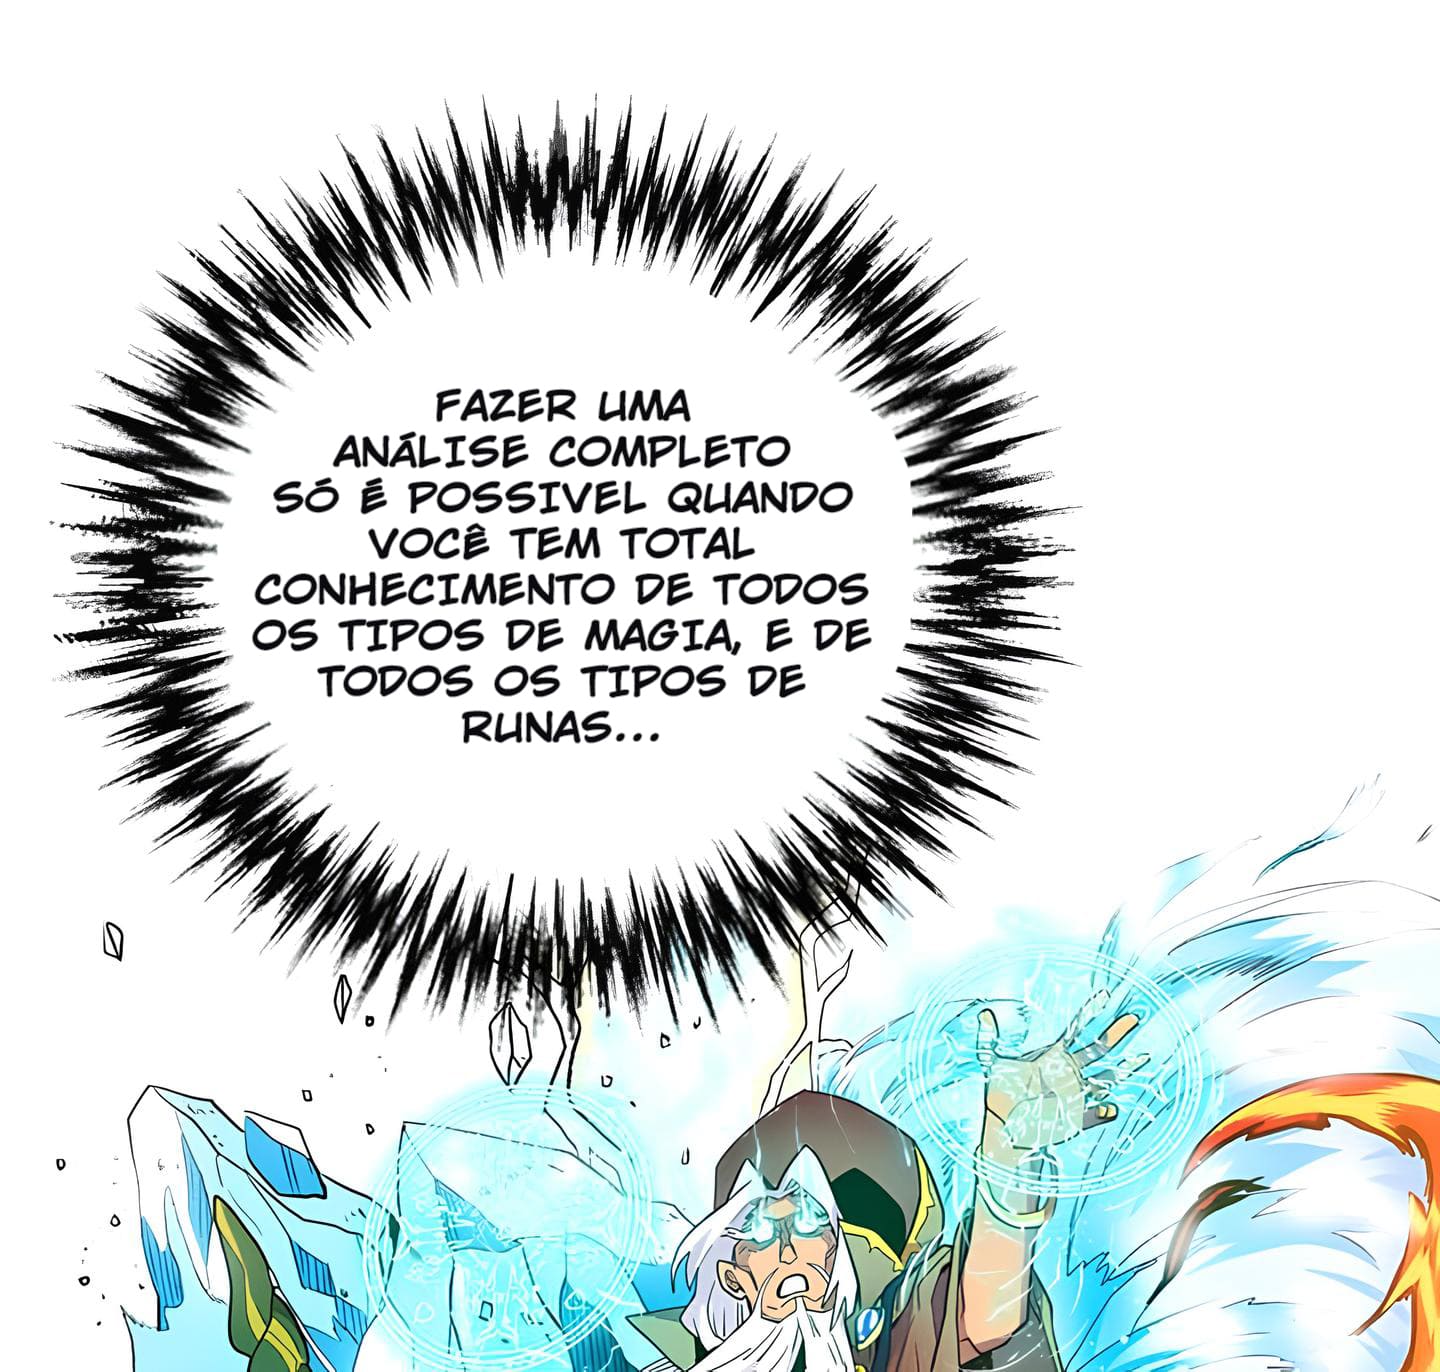 FAZER UMA
ANÁLISE COMPLETO
SÓ É POSSIVEL QUANDO
VOCÊ TEM TOTAL
CONHECIMENTO DE TODOS
OS TIPOS DE MAGIA, E DE
TODOS OS TIPOS DE
RUNAS...